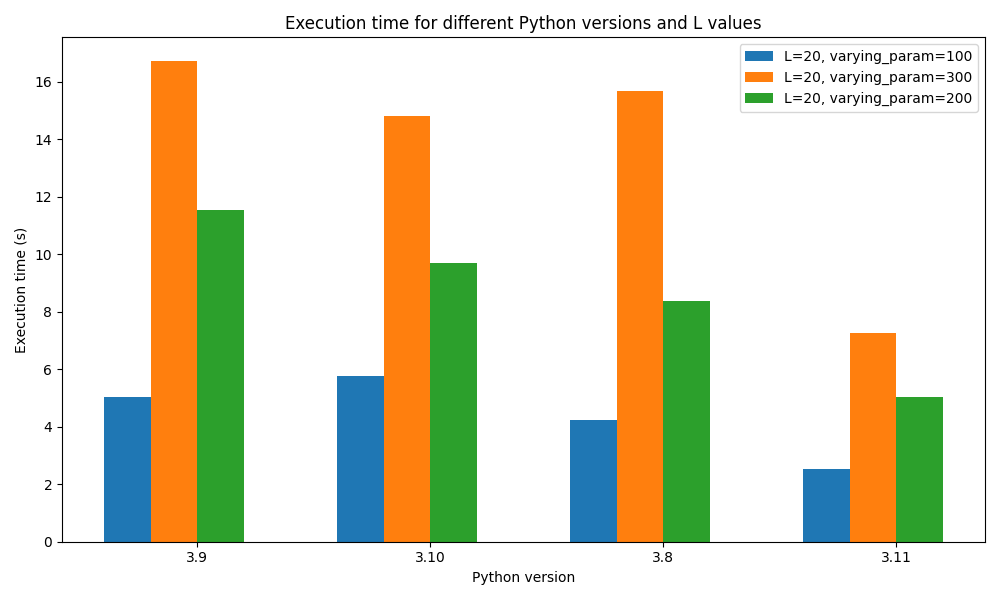 Execution time for different Python versions and L values
L=20, varying_param=100
L=20, varying_param=300
L=20, varying_param=200
Execution time (s)
16
14
12
10
8
6
4
2
0
3.9 3.10 3.8 3.11
Python version